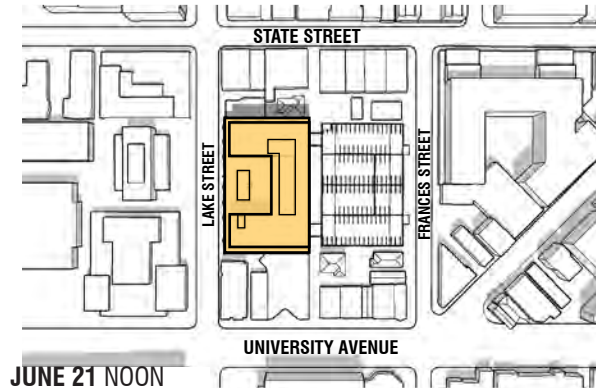 STATE STREET
LAKE STREET
FRANCES STREET
UNIVERSITY AVENUE
JUNE 21 NOON